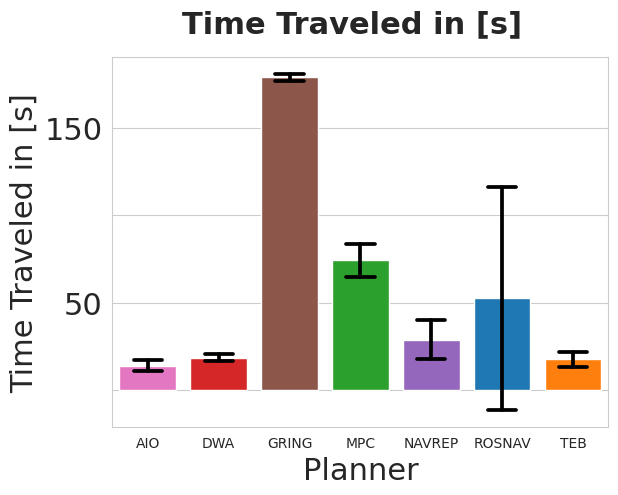 Time Traveled in [s]
Time Traveled in [s]
150
50
AIO DWA GRING MPC NAVREP ROSNAV TEB
Planner